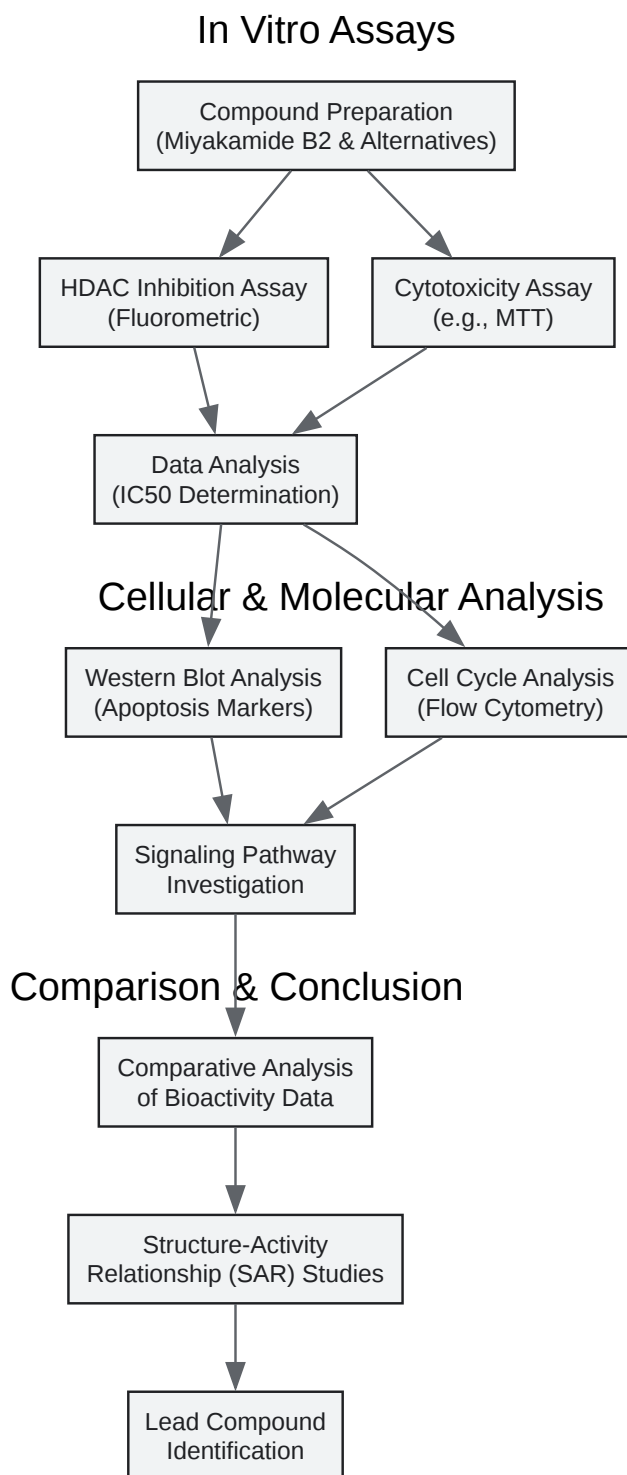 In Vitro Assays
Compound Preparation
(Miyakamide B2 & Alternatives)
HDAC Inhibition Assay
(Fluorometric)
Cytotoxicity Assay
(e.g., MTT)
Data Analysis
(IC50 Determination)
Cellular & Molecular Analysis
Western Blot Analysis
(Apoptosis Markers)
Cell Cycle Analysis
(Flow Cytometry)
Signaling Pathway
Investigation
Comparison & Conclusion
Comparative Analysis
of Bioactivity Data
Structure-Activity
Relationship (SAR) Studies
Lead Compound
Identification